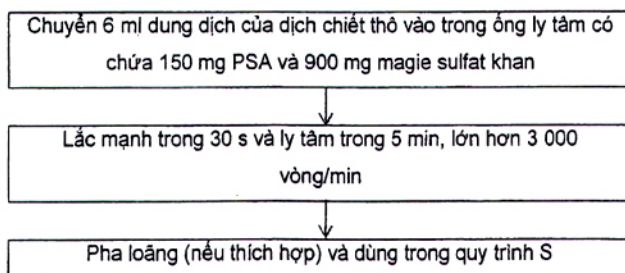 Chuyển 6 ml dung dịch của dịch chiết thô vào trong ống ly tâm có
chứa 150 mg PSA và 900 mg magie sulfat khan
Lắc mạnh trong 30 s và ly tâm trong 5 min, lớn hơn 3 000
vòng/min
Pha loãng (nếu thích hợp) và dùng trong quy trình S